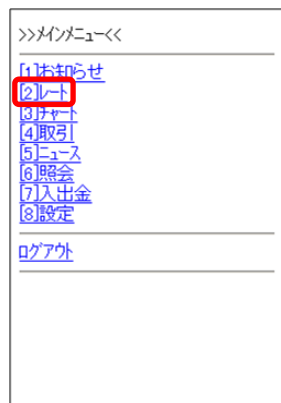 >>メインメニュー<<
[1]お知らせ
[2]レート
[3]チャート
[4]取引
[5]ニュース
[6]照会
[7]入出金
[8]設定
ログアウト